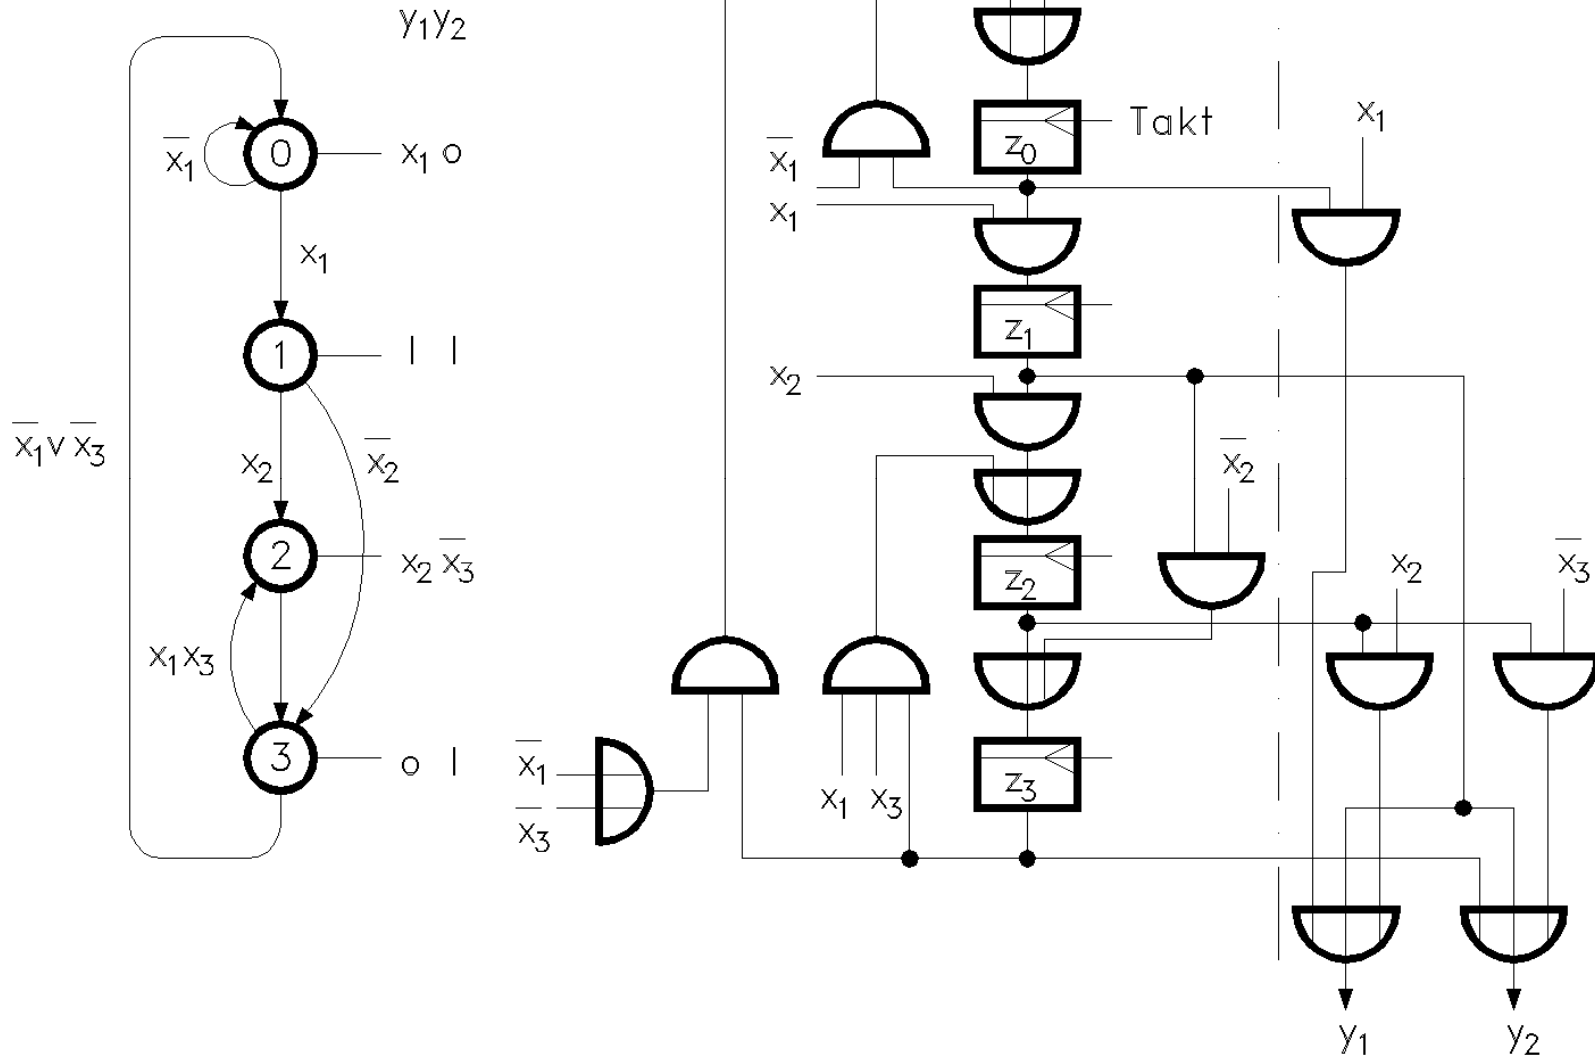 y₁y₂
x̅₁
0
x₁ o
x₁
1
| |
x̅₁ v x̅₃
x₂
x̅₂
2
x₂ x̅₃
x₁x₃
3
o |
Takt
z₀
x̅₁
x₁
x₁
z₁
x₂
x̅₂
z₂
x₂
x̅₃
x̅₁
x̅₃
x₁ x₃
z₃
y₁
y₂